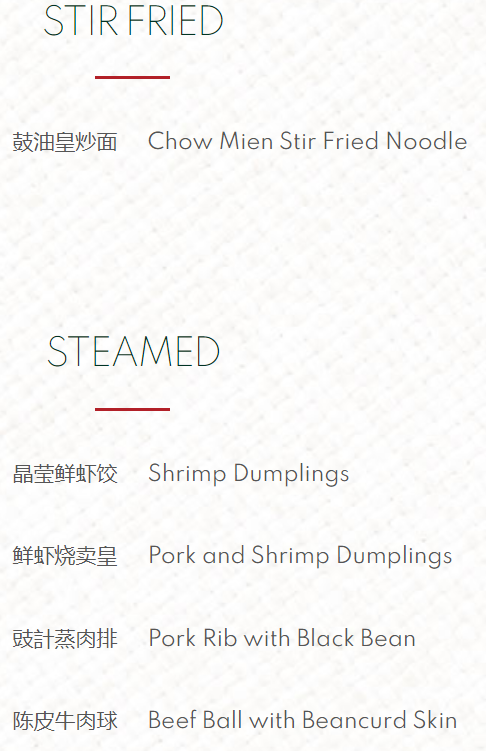 STIR FRIED
鼓油皇炒面 Chow Mien Stir Fried Noodle
STEAMED
晶莹鲜虾饺 Shrimp Dumplings
鲜虾烧卖皇 Pork and Shrimp Dumplings
豉計蒸肉排 Pork Rib with Black Bean
陈皮牛肉球 Beef Ball with Beancurd Skin